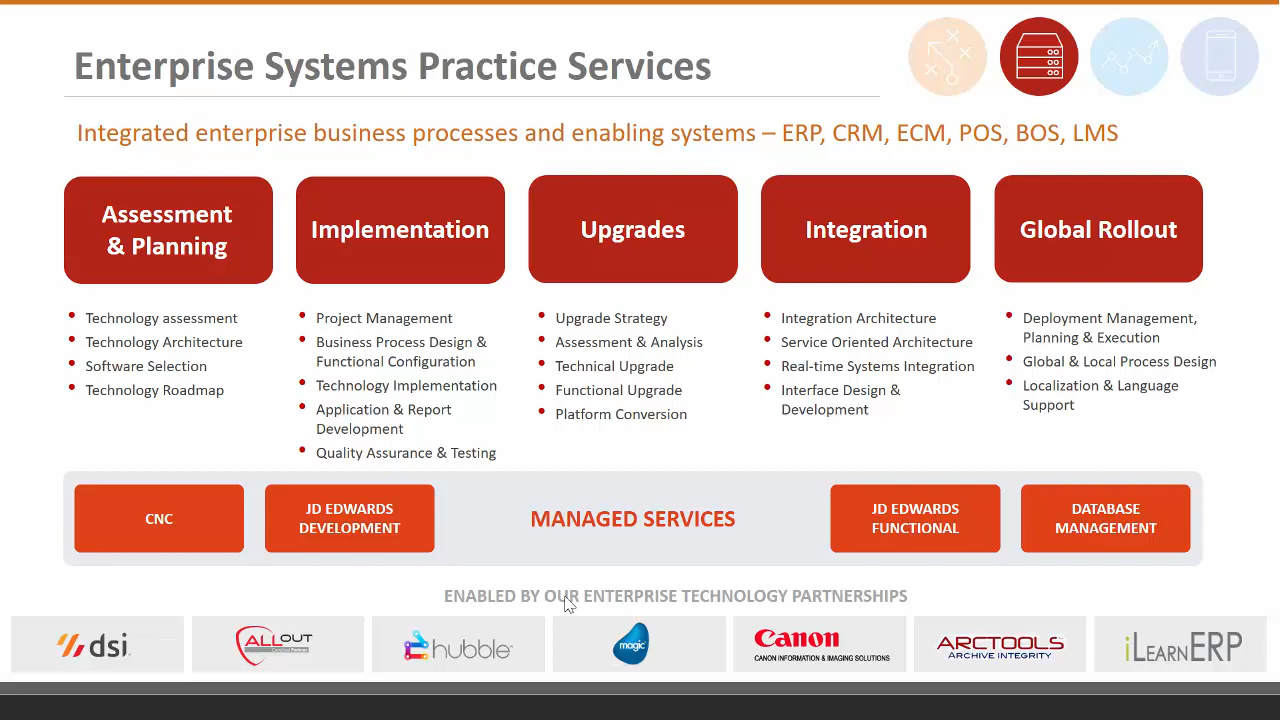 Enterprise Systems Practice Services
Integrated enterprise business processes and enabling systems – ERP, CRM, ECM, POS, BOS, LMS
Assessment
& Planning
Implementation
Upgrades
Integration
Global Rollout
• Technology assessment
• Technology Architecture
• Software Selection
• Technology Roadmap
• Project Management
• Business Process Design &
Functional Configuration
• Technology Implementation
• Application & Report
Development
• Quality Assurance & Testing
• Upgrade Strategy
• Assessment & Analysis
• Technical Upgrade
• Functional Upgrade
• Platform Conversion
• Integration Architecture
• Service Oriented Architecture
• Real-time Systems Integration
• Interface Design &
Development
• Deployment Management,
Planning & Execution
• Global & Local Process Design
• Localization & Language
Support
CNC
JD EDWARDS
DEVELOPMENT
MANAGED SERVICES
JD EDWARDS
FUNCTIONAL
DATABASE
MANAGEMENT
ENABLED BY OUR ENTERPRISE TECHNOLOGY PARTNERSHIPS
dsi
ALLOUT
hubble
magic
Canon
CANON INFORMATION & IMAGING SOLUTIONS
ARCTOOLS
ARCHIVE INTEGRITY
iLEARNERP